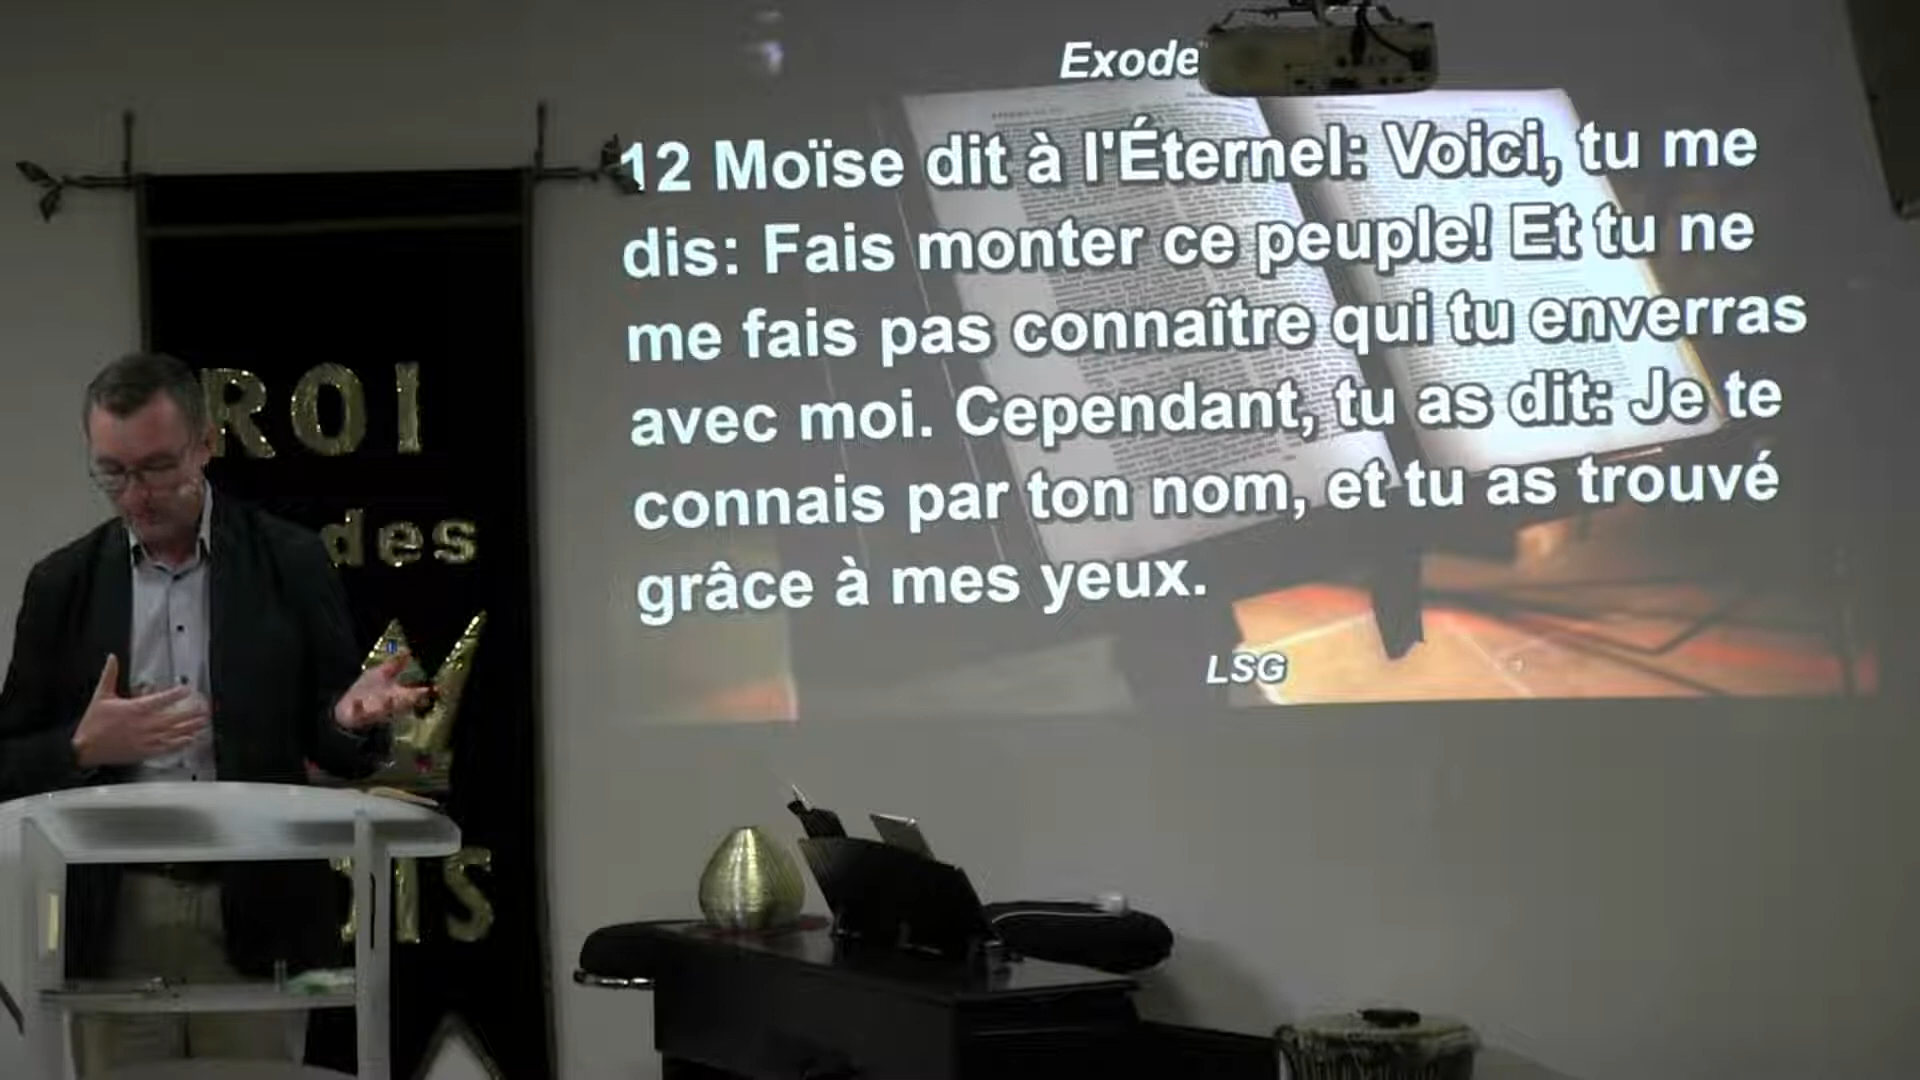 Exode
12 Moïse dit à l'Éternel: Voici, tu me
dis: Fais monter ce peuple! Et tu ne
me fais pas connaître qui tu enverras
avec moi. Cependant, tu as dit: Je te
connais par ton nom, et tu as trouvé
grâce à mes yeux.
LSG
ROI
des